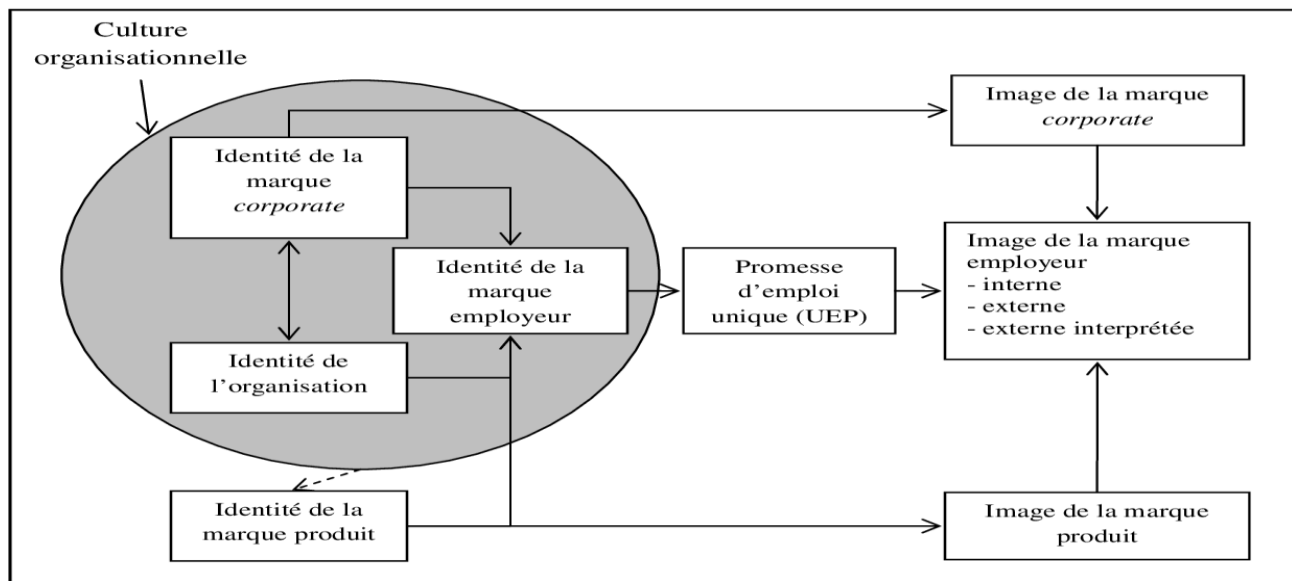 Culture
organisationnelle
Identité de la
marque
corporate
Identité de
l'organisation
Identité de la
marque
employeur
Identité de la
marque produit
Promesse
d'emploi
unique (UEP)
Image de la marque
corporate
Image de la marque
employeur
- interne
- externe
- externe interprétée
Image de la marque
produit